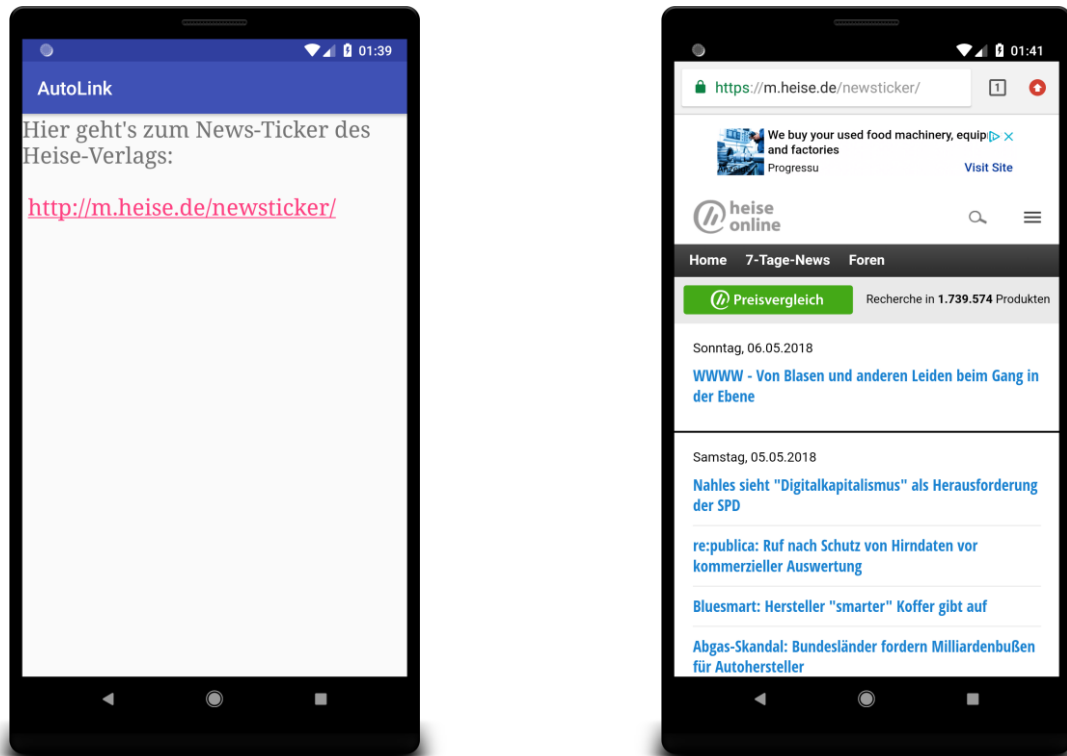 01:39
AutoLink
Hier geht's zum News-Ticker des
Heise-Verlags:
http://m.heise.de/newsticker/
01:41
https://m.heise.de/newsticker/
1
We buy your used food machinery, equip
and factories
Progressu
Visit Site
heise
online
Home 7-Tage-News Foren
Preisvergleich Recherche in 1.739.574 Produkten
Sonntag, 06.05.2018
WWWW - Von Blasen und anderen Leiden beim Gang in
der Ebene
Samstag, 05.05.2018
Nahles sieht "Digitalkapitalismus" als Herausforderung
der SPD
re:publica: Ruf nach Schutz von Hirndaten vor
kommerzieller Auswertung
Bluesmart: Hersteller "smarter" Koffer gibt auf
Abgas-Skandal: Bundesländer fordern Milliardenbußen
für Autohersteller